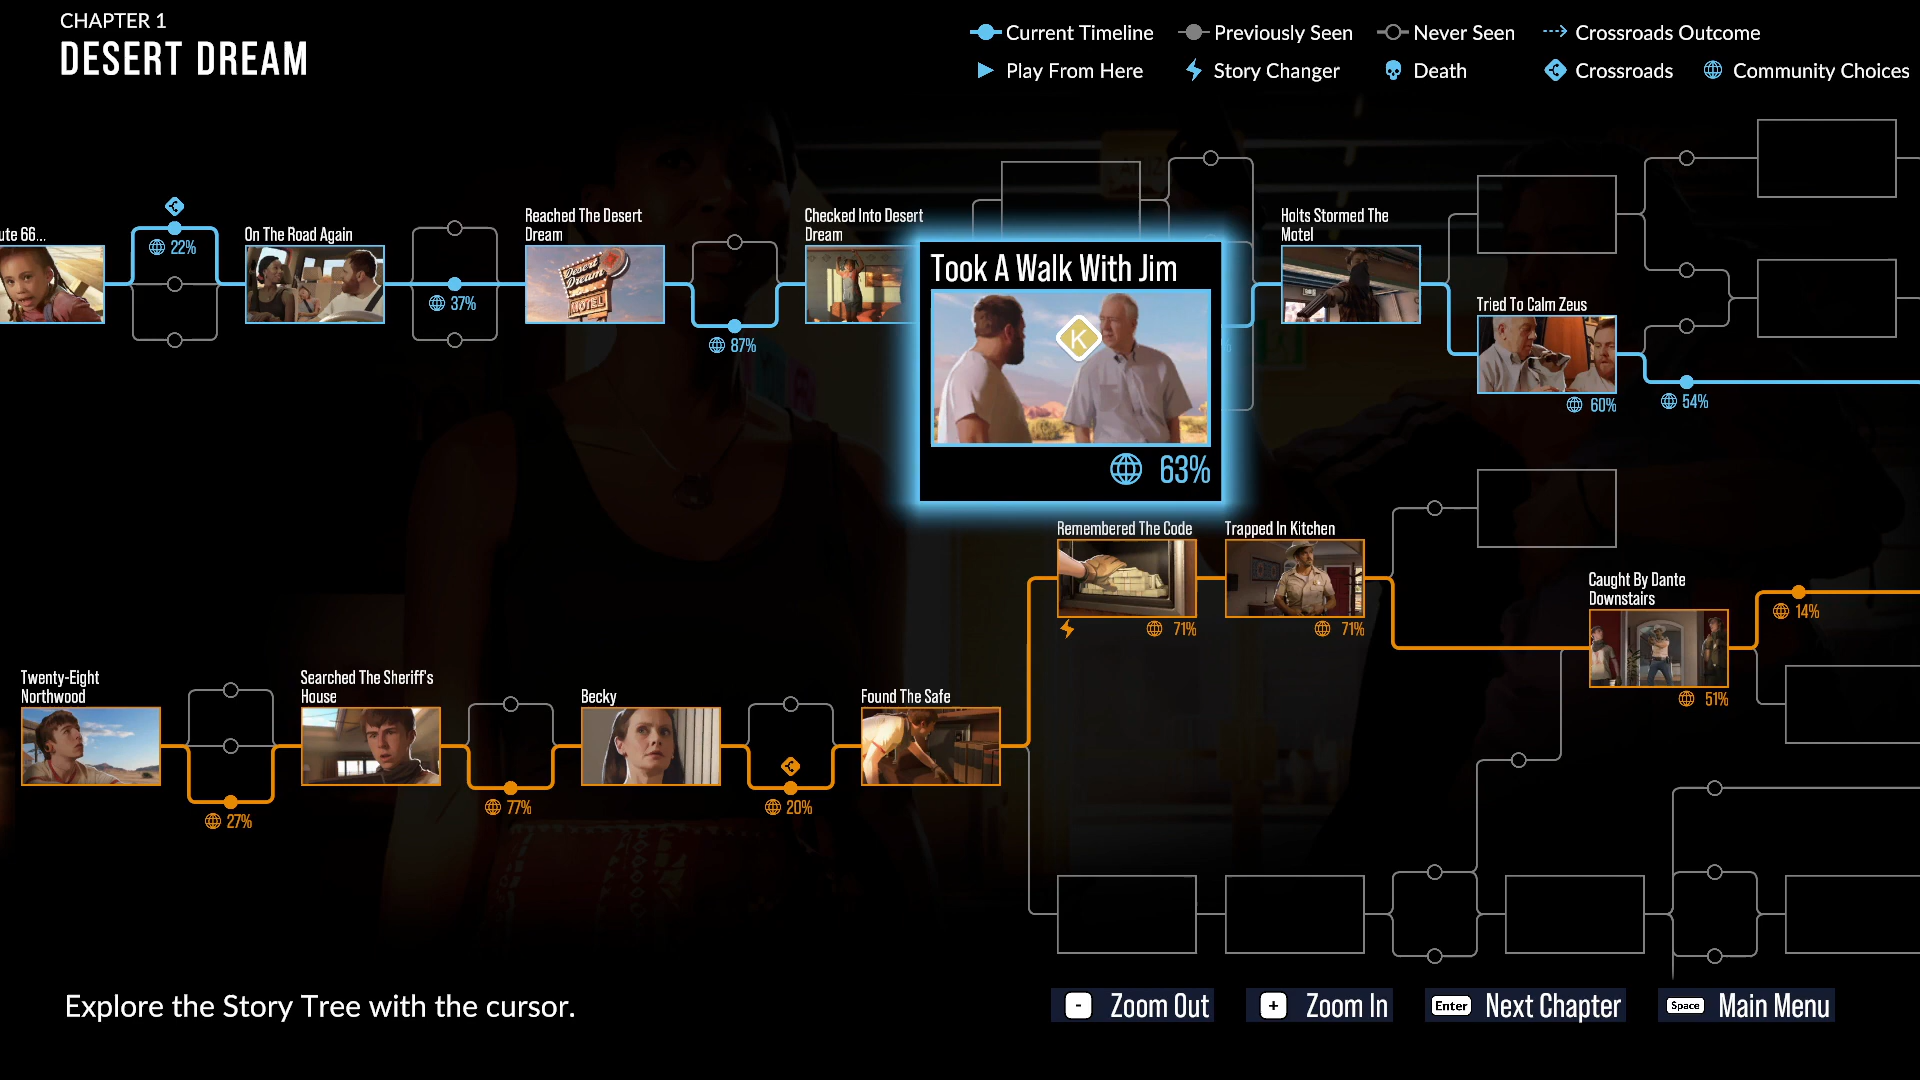 CHAPTER 1
DESERT DREAM
Current Timeline
Previously Seen
Never Seen
Crossroads Outcome
Play From Here
Story Changer
Death
Crossroads
Community Choices
ute 66...
22%
On The Road Again
37%
Reached The Desert
Dream
Desert
Dream
MOTEL
87%
Checked Into Desert
Dream
Took A Walk With Jim
K
63%
Holts Stormed The
Motel
Tried To Calm Zeus
60%
54%
Remembered The Code
71%
Trapped In Kitchen
71%
Caught By Dante
Downstairs
51%
14%
Twenty-Eight
Northwood
27%
Searched The Sheriff's
House
77%
Becky
20%
Found The Safe
Explore the Story Tree with the cursor.
- Zoom Out
+ Zoom In
Enter Next Chapter
Space Main Menu